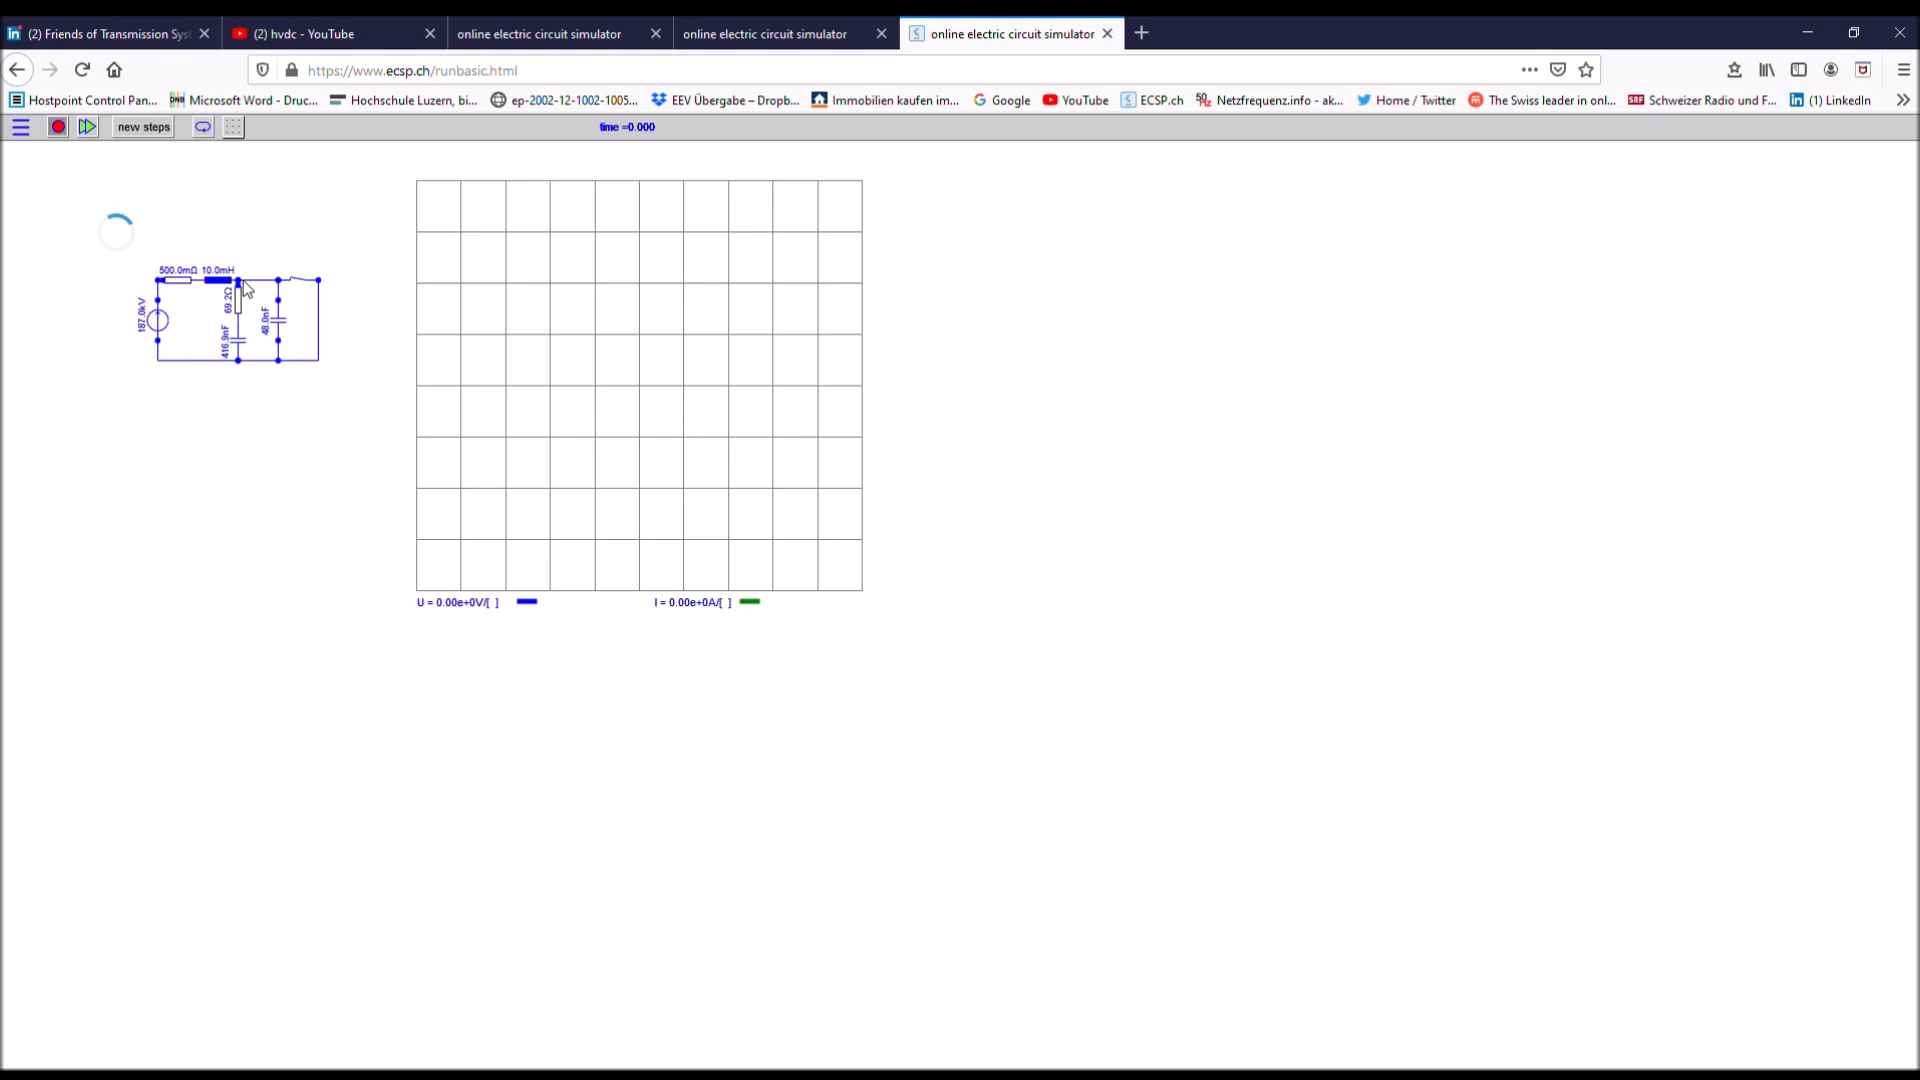 (2) Friends of Transmission Syst
(2) hvdc - YouTube
online electric circuit simulator
online electric circuit simulator
online electric circuit simulator
https://www.ecsp.ch/runbasic.html
Hostpoint Control Pan...
Microsoft Word - Druc...
Hochschule Luzern, bi...
ep-2002-12-1002-1005...
EEV Übergabe – Dropb...
Immobilien kaufen im...
Google
YouTube
ECSP.ch
Netzfrequenz.info - ak...
Home / Twitter
The Swiss leader in onl...
SRF Schweizer Radio und F...
(1) LinkedIn
new steps
time =0.000
500.0mΩ 10.0mH
187.0kV
69.2Ω
416.9nF
48.0nF
U = 0.00e+0V/[ ]
I = 0.00e+0A/[ ]